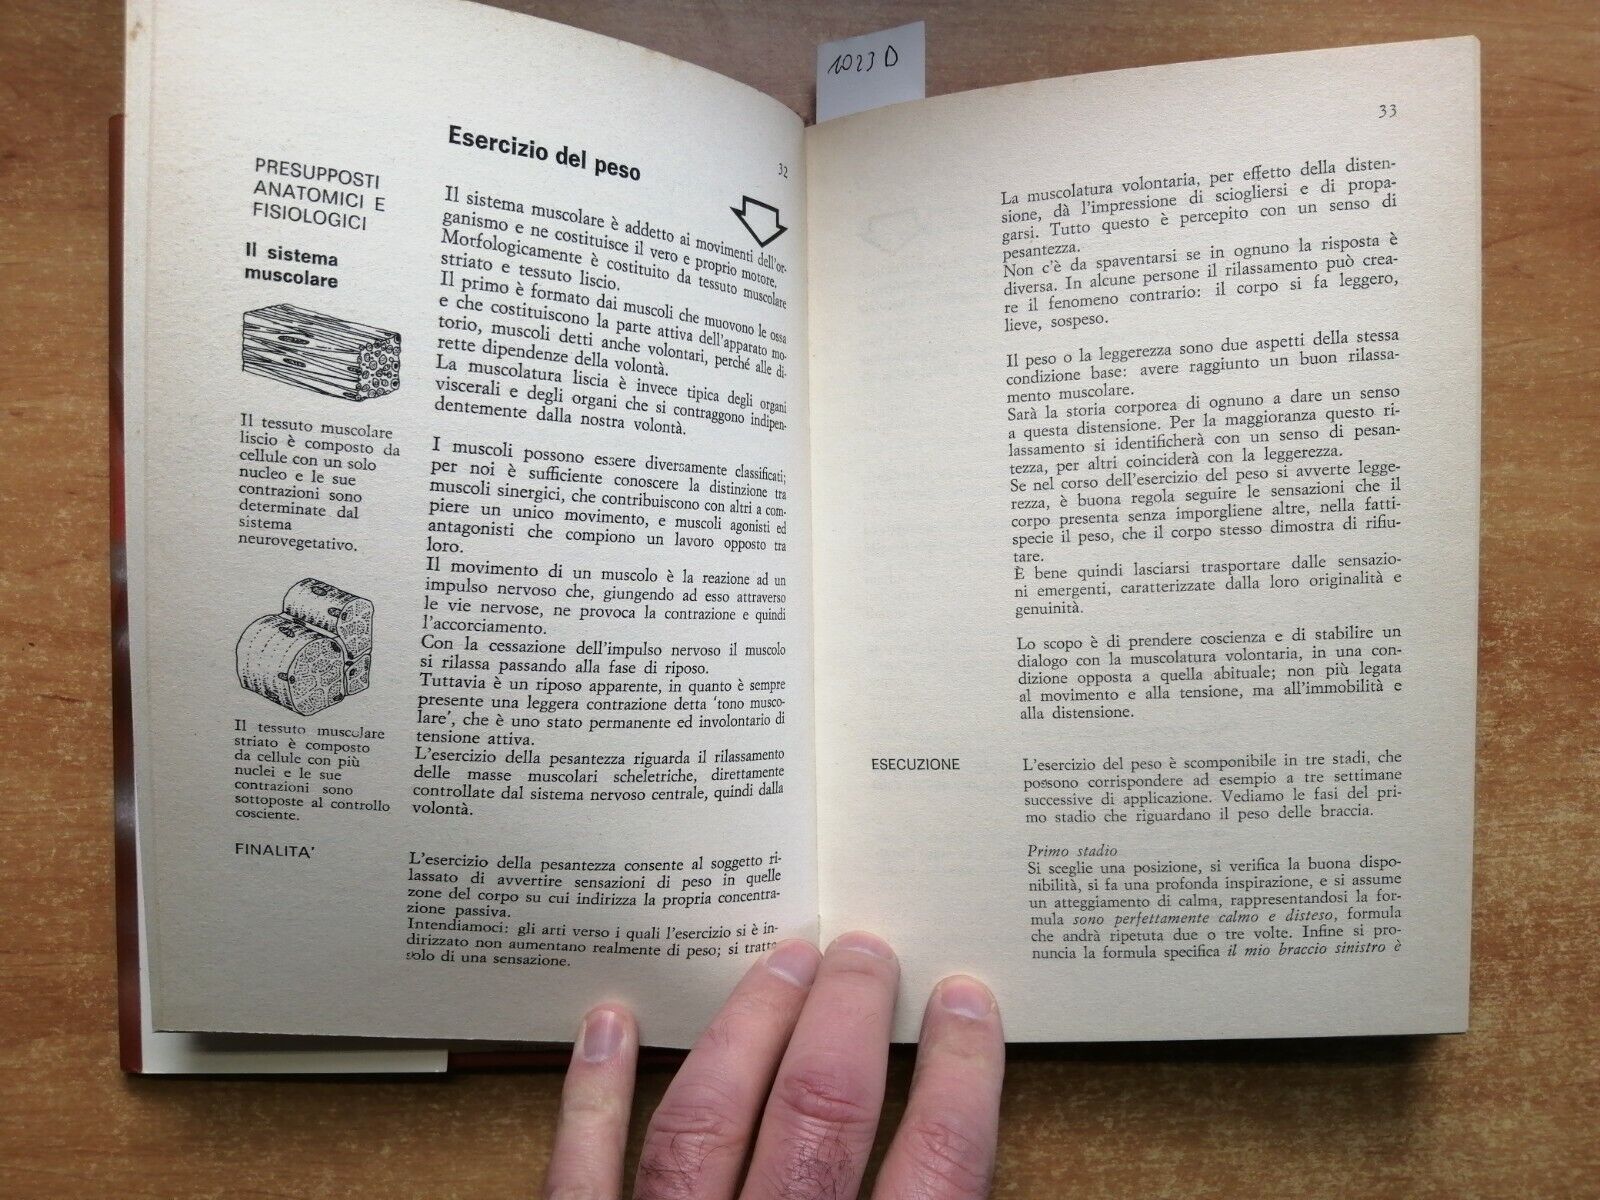 1023 D
Esercizio del peso
32
PRESUPPOSTI
ANATOMICI E
FISIOLOGICI
Il sistema
muscolare
Il tessuto muscolare
liscio è composto da
cellule con un solo
nucleo e le sue
contrazioni sono
determinate dal
sistema
neurovegetativo.
Il tessuto muscolare
striato è composto
da cellule con più
nuclei e le sue
contrazioni sono
sottoposte al controllo
cosciente.
FINALITA'
Il sistema muscolare è addetto ai movimenti dell'or-
ganismo e ne costituisce il vero e proprio motore.
Morfologicamente è costituito da tessuto muscolare
striato e tessuto liscio.
Il primo è formato dai muscoli che muovono le ossa
e che costituiscono la parte attiva dell'apparato mo-
torio, muscoli detti anche volontari, perché alle di-
rette dipendenze della volontà.
La muscolatura liscia è invece tipica degli organi
viscerali e degli organi che si contraggono indipen-
dentemente dalla nostra volontà.
I muscoli possono essere diversamente classificati;
per noi è sufficiente conoscere la distinzione tra
muscoli sinergici, che contribuiscono con altri a com-
piere un unico movimento, e muscoli agonisti ed
antagonisti che compiono un lavoro opposto tra
loro.
Il movimento di un muscolo è la reazione ad un
impulso nervoso che, giungendo ad esso attraverso
le vie nervose, ne provoca la contrazione e quindi
l'accorciamento.
Con la cessazione dell'impulso nervoso il muscolo
si rilassa passando alla fase di riposo.
Tuttavia è un riposo apparente, in quanto è sempre
presente una leggera contrazione detta 'tono musco-
lare', che è uno stato permanente ed involontario di
tensione attiva.
L'esercizio della pesantezza riguarda il rilassamento
delle masse muscolari scheletriche, direttamente
controllate dal sistema nervoso centrale, quindi dalla
volontà.
L'esercizio della pesantezza consente al soggetto ri-
lassato di avvertire sensazioni di peso in quelle
zone del corpo su cui indirizza la propria concentra-
zione passiva.
Intendiamoci: gli arti verso i quali l'esercizio si è in-
dirizzato non aumentano realmente di peso; si tratta
solo di una sensazione.
33
La muscolatura volontaria, per effetto della disten-
sione, dà l'impressione di sciogliersi e di propa-
garsi. Tutto questo è percepito con un senso di
pesantezza.
Non c'è da spaventarsi se in ognuno la risposta è
diversa. In alcune persone il rilassamento può crea-
re il fenomeno contrario: il corpo si fa leggero,
lieve, sospeso.
Il peso o la leggerezza sono due aspetti della stessa
condizione base: avere raggiunto un buon rilassa-
mento muscolare.
Sarà la storia corporea di ognuno a dare un senso
a questa distensione. Per la maggioranza questo ri-
lassamento si identificherà con un senso di pesan-
tezza, per altri coinciderà con la leggerezza.
Se nel corso dell'esercizio del peso si avverte legge-
rezza, è buona regola seguire le sensazioni che il
corpo presenta senza imporgliene altre, nella fatti-
specie il peso, che il corpo stesso dimostra di rifiu-
tare.
È bene quindi lasciarsi trasportare dalle sensazio-
ni emergenti, caratterizzate dalla loro originalità e
genuinità.
Lo scopo è di prendere coscienza e di stabilire un
dialogo con la muscolatura volontaria, in una con-
dizione opposta a quella abituale; non più legata
al movimento e alla tensione, ma all'immobilità e
alla distensione.
ESECUZIONE
L'esercizio del peso è scomponibile in tre stadi, che
possono corrispondere ad esempio a tre settimane
successive di applicazione. Vediamo le fasi del pri-
mo stadio che riguardano il peso delle braccia.
Primo stadio
Si sceglie una posizione, si verifica la buona dispo-
nibilità, si fa una profonda inspirazione, e si assume
un atteggiamento di calma, rappresentandosi la for-
mula sono perfettamente calmo e disteso, formula
che andrà ripetuta due o tre volte. Infine si pro-
nuncia la formula specifica il mio braccio sinistro è